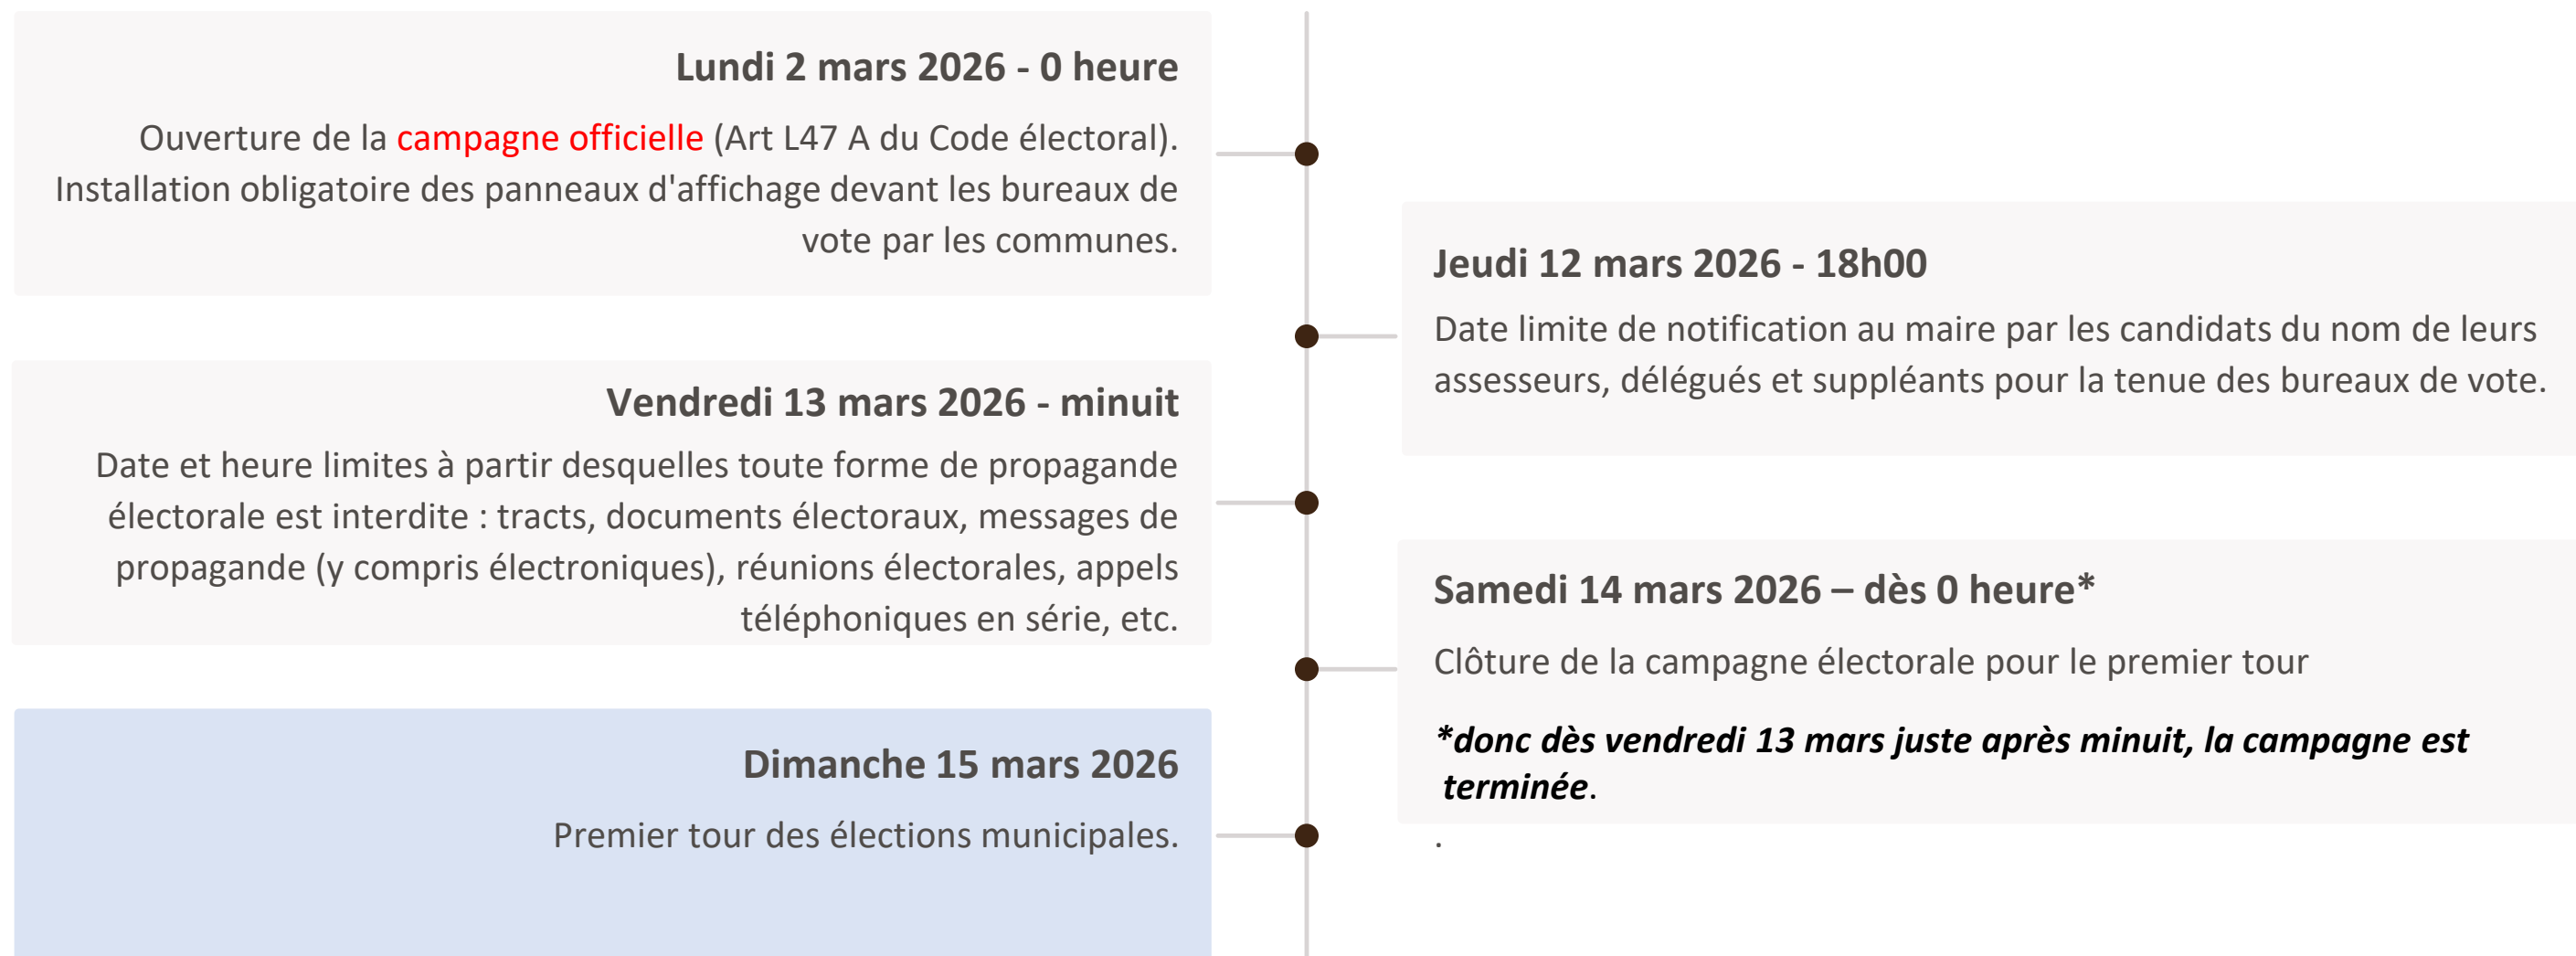 Lundi 2 mars 2026 - 0 heure
Ouverture de la campagne officielle (Art L47 A du Code électoral).
Installation obligatoire des panneaux d'affichage devant les bureaux de
vote par les communes.
Jeudi 12 mars 2026 - 18h00
Date limite de notification au maire par les candidats du nom de leurs
assesseurs, délégués et suppléants pour la tenue des bureaux de vote.
Vendredi 13 mars 2026 - minuit
Date et heure limites à partir desquelles toute forme de propagande
électorale est interdite : tracts, documents électoraux, messages de
propagande (y compris électroniques), réunions électorales, appels
téléphoniques en série, etc.
Samedi 14 mars 2026 – dès 0 heure*
Clôture de la campagne électorale pour le premier tour
*donc dès vendredi 13 mars juste après minuit, la campagne est
terminée.
.
Dimanche 15 mars 2026
Premier tour des élections municipales.